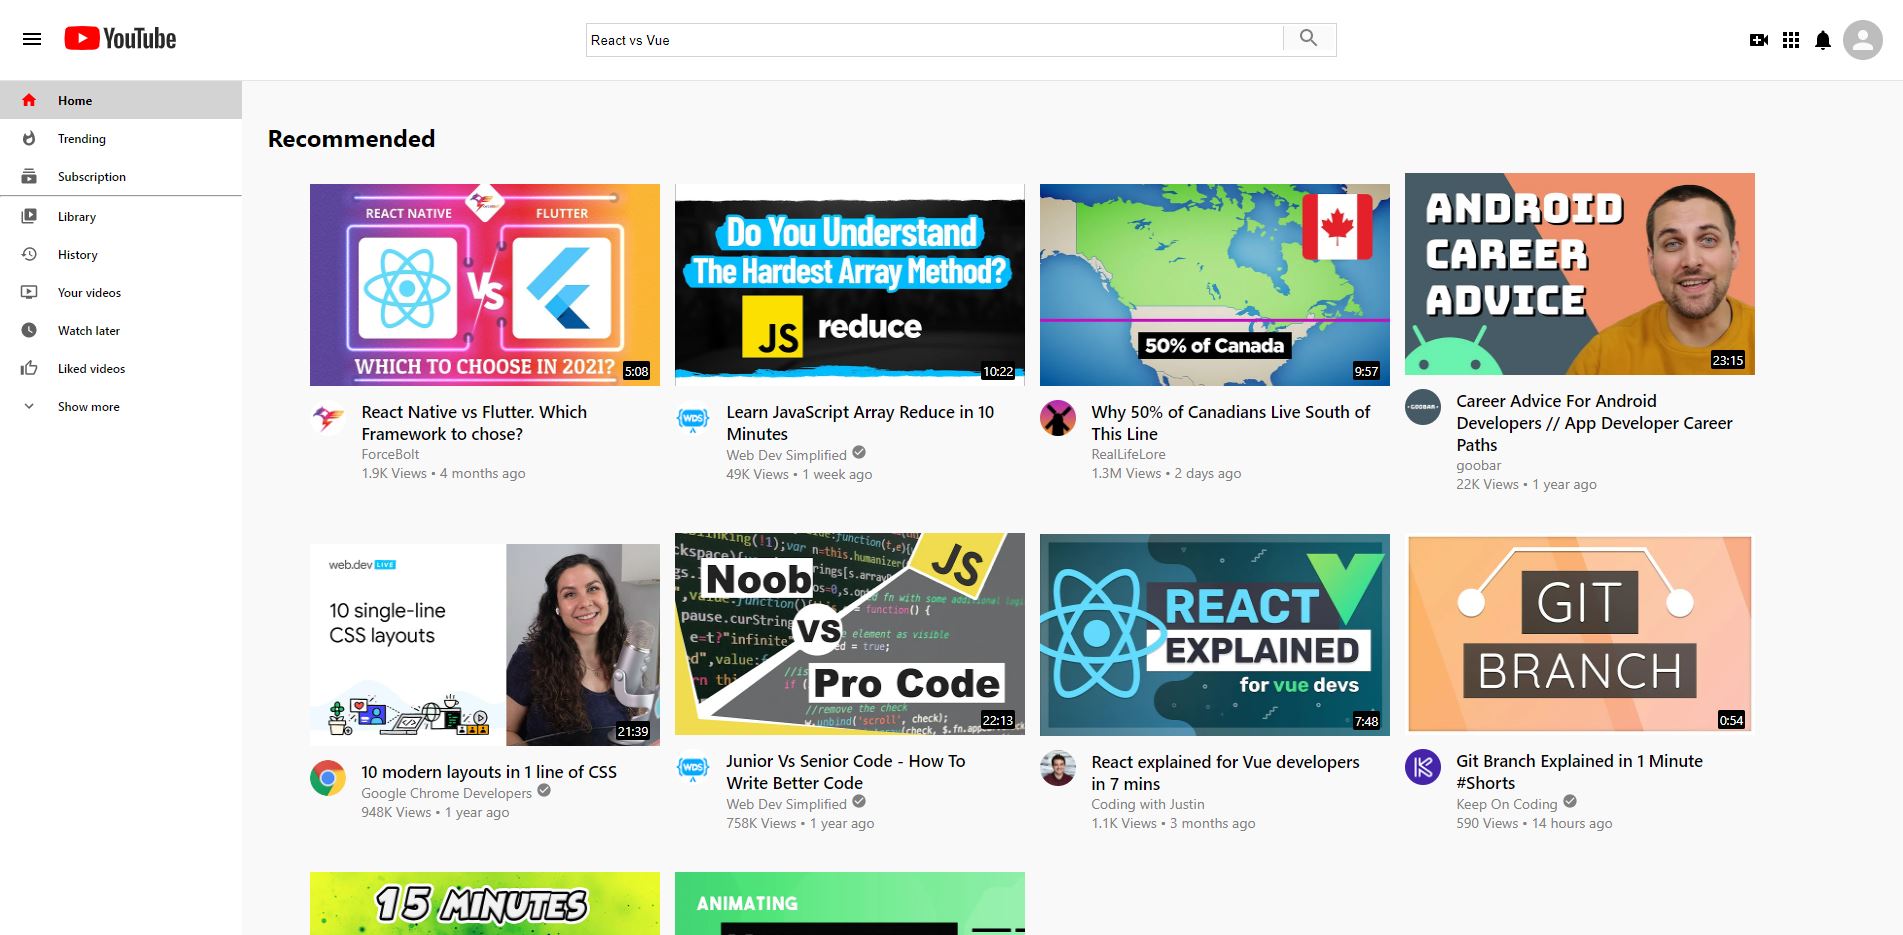 YouTube
React vs Vue
Home
Trending
Subscription
Library
History
Your videos
Watch later
Liked videos
Show more
Recommended
REACT NATIVE
FLUTTER
VS
WHICH TO CHOOSE IN 2021?
5:08
React Native vs Flutter. Which
Framework to chose?
ForceBolt
1.9K Views • 4 months ago
Do You Understand
The Hardest Array Method?
JS reduce
10:22
WDS
Learn JavaScript Array Reduce in 10
Minutes
Web Dev Simplified
49K Views • 1 week ago
50% of Canada
9:57
Why 50% of Canadians Live South of
This Line
RealLifeLore
1.3M Views • 2 days ago
ANDROID
CAREER
ADVICE
23:15
GOOBAR
Career Advice For Android
Developers // App Developer Career
Paths
goobar
22K Views • 1 year ago
web.dev LIVE
10 single-line
CSS layouts
21:39
10 modern layouts in 1 line of CSS
Google Chrome Developers
948K Views • 1 year ago
JS
Noob
vs
Pro Code
22:13
WDS
Junior Vs Senior Code - How To
Write Better Code
Web Dev Simplified
758K Views • 1 year ago
REACT
EXPLAINED
for vue devs
7:48
React explained for Vue developers
in 7 mins
Coding with Justin
1.1K Views • 3 months ago
GIT
BRANCH
0:54
Git Branch Explained in 1 Minute
#Shorts
Keep On Coding
590 Views • 14 hours ago
15 MINUTES
ANIMATING